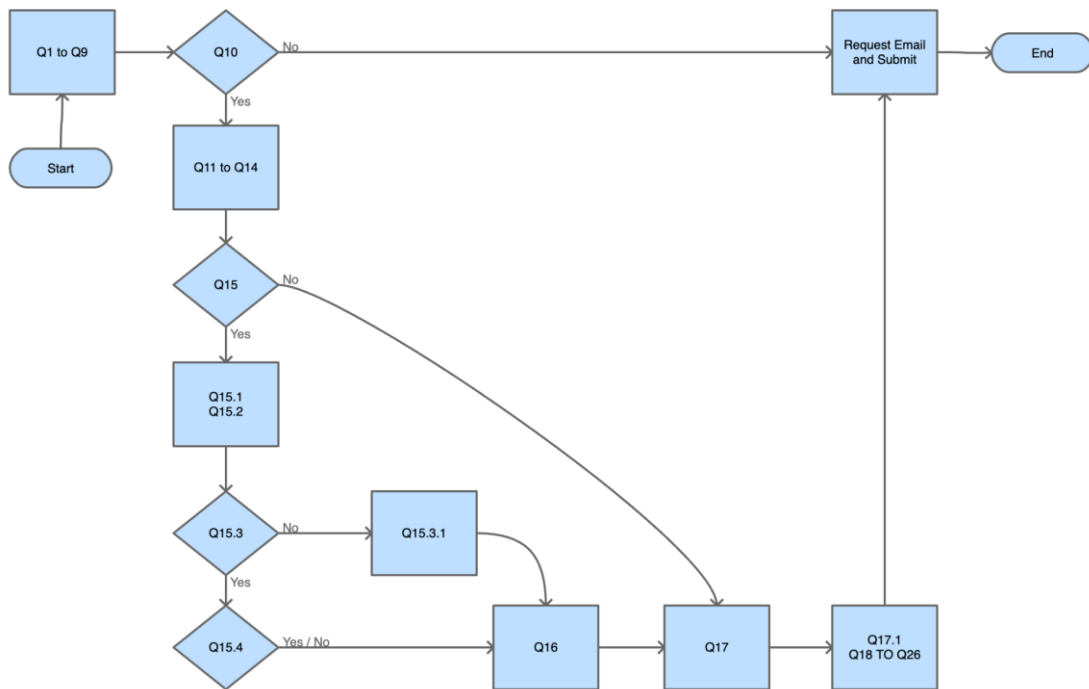 Q1 to Q9
Q10
No
Request Email
and Submit
End
Yes
Start
Q11 to Q14
Q15
No
Yes
Q15.1
Q15.2
Q15.3
No
Q15.3.1
Yes
Q15.4
Yes / No
Q16
Q17
Q17.1
Q18 TO Q26